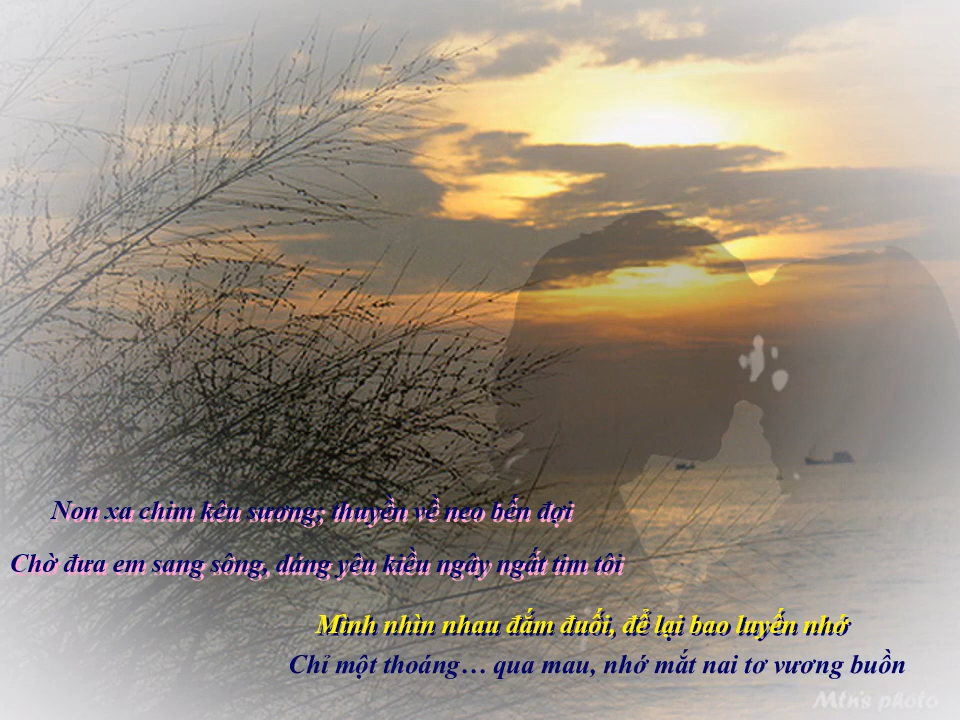 Non xa chim kêu sương, thuyền về neo bến đợi
Chờ đưa em sang sông, dáng yêu kiều ngây ngất tim tôi
Mình nhìn nhau đắm đuối, để lại bao luyến nhớ
Chỉ một thoáng… qua mau, nhớ mắt nai tơ vương buồn
Mtn's photo